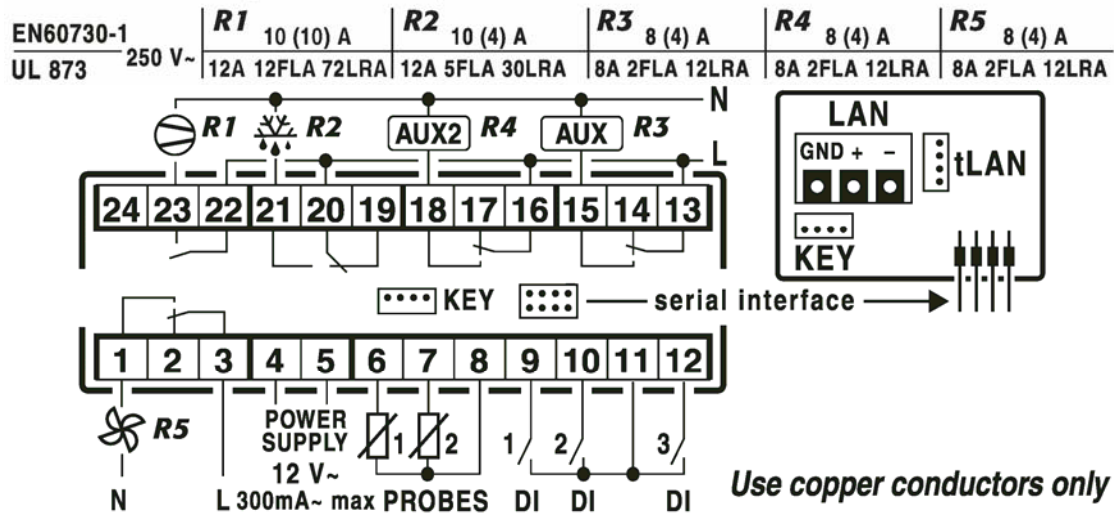 R1 R2 R3 R4 R5
EN60730-1 250 V~ 10 (10) A 10 (4) A 8 (4) A 8 (4) A 8 (4) A
UL 873 12A 12FLA 72LRA 12A 5FLA 30LRA 8A 2FLA 12LRA 8A 2FLA 12LRA 8A 2FLA 12LRA
N
R1 R2 AUX2 R4 AUX R3
L
24 23 22 21 20 19 18 17 16 15 14 13
LAN
GND + -
tLAN
KEY
KEY serial interface
1 2 3 4 5 6 7 8 9 10 11 12
R5 POWER SUPPLY 1 2 1 2 3
12 V~
N L 300mA~ max PROBES DI DI DI
Use copper conductors only